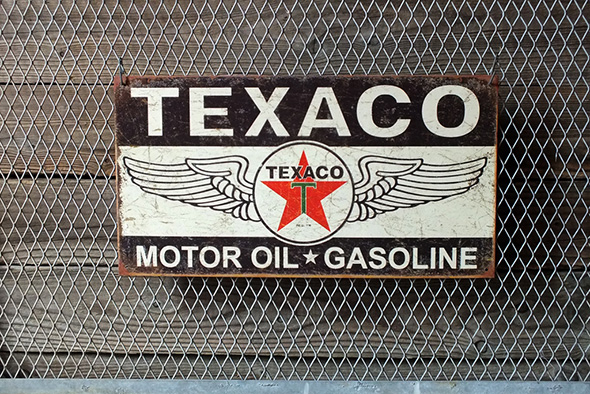 TEXACO
TEXACO
T
MOTOR OIL ★ GASOLINE